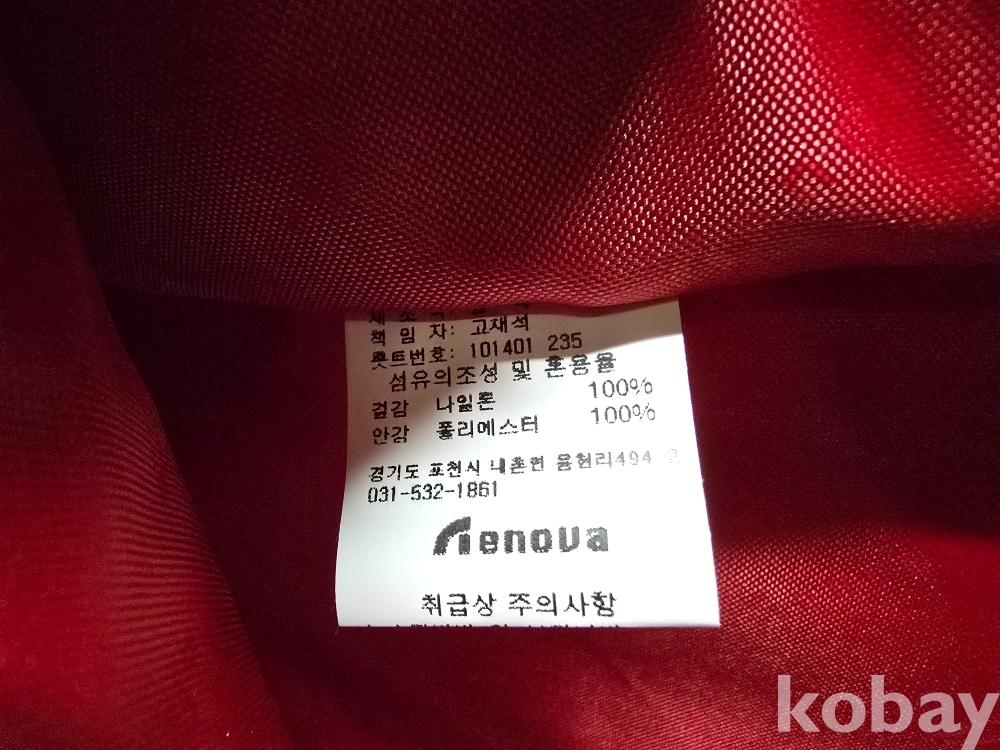 책 임 자: 고재석
롯트번호: 101401 235
섬유의조성 및 혼용율
겉감 나일론 100%
안감 폴리에스터 100%
경기도 포천시 내촌면 음현리494
031-532-1861
renova
취급상 주의사항
kobay